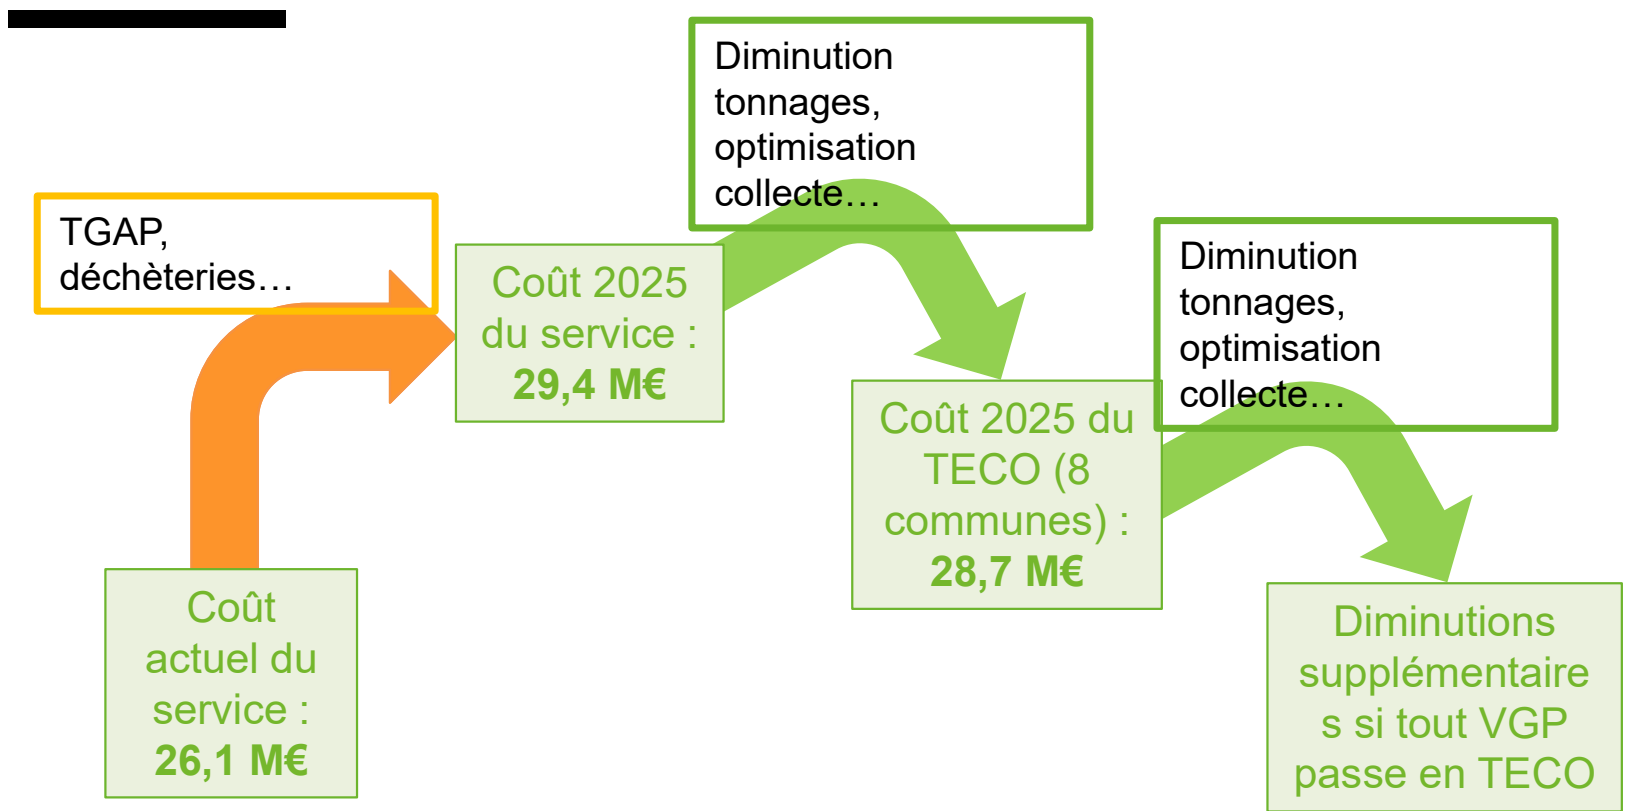 TGAP,
déchèteries…
Coût
actuel du
service :
26,1 M€
Coût 2025
du service :
29,4 M€
Diminution
tonnages,
optimisation
collecte…
Coût 2025 du
TECO (8
communes) :
28,7 M€
Diminution
tonnages,
optimisation
collecte…
Diminutions
supplémentaire
s si tout VGP
passe en TECO